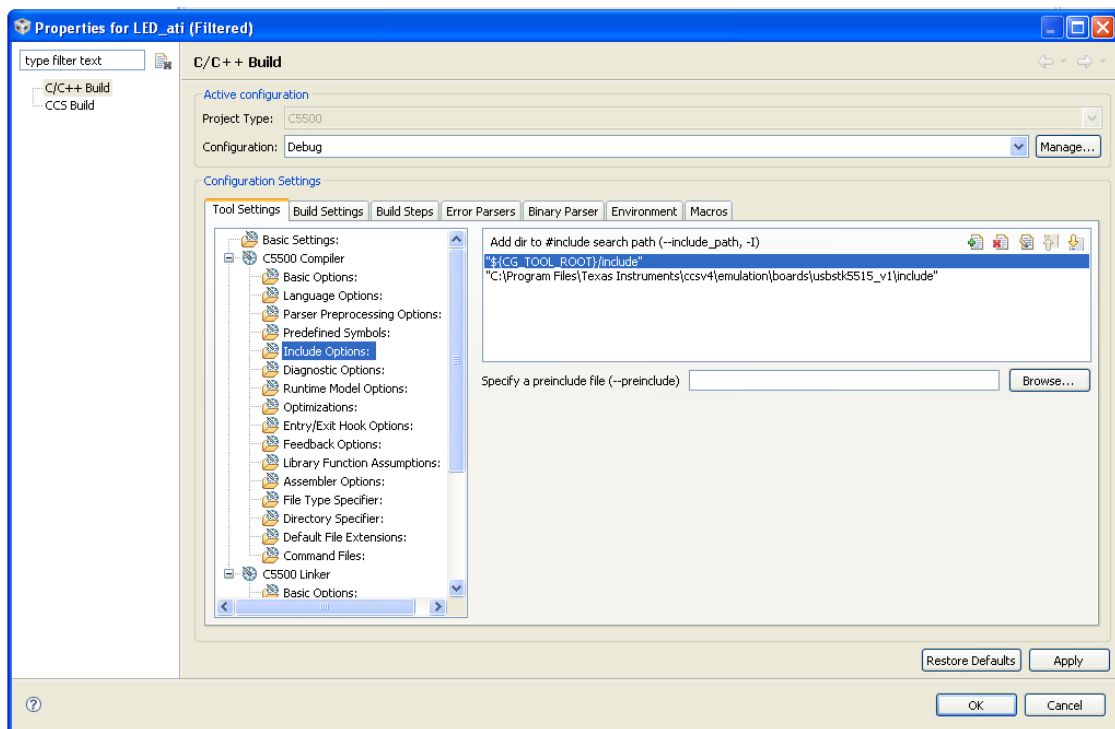 Properties for LED_ati (Filtered)
type filter text
C/C++ Build
CCS Build
C/C++ Build
Active configuration
Project Type: C5500
Configuration: Debug Manage...
Configuration Settings
Tool Settings Build Settings Build Steps Error Parsers Binary Parser Environment Macros
Basic Settings:
C5500 Compiler
Basic Options:
Language Options:
Parser Preprocessing Options:
Predefined Symbols:
Include Options:
Diagnostic Options:
Runtime Model Options:
Optimizations:
Entry/Exit Hook Options:
Feedback Options:
Library Function Assumptions:
Assembler Options:
File Type Specifier:
Directory Specifier:
Default File Extensions:
Command Files:
C5500 Linker
Basic Options:
Add dir to #include search path (--include_path, -I)
"${CG_TOOL_ROOT}/include"
"C:\Program Files\Texas Instruments\ccsv4\emulation\boards\usbstk5515_v1\include"
Specify a preinclude file (--preinclude) Browse...
Restore Defaults Apply
? OK Cancel